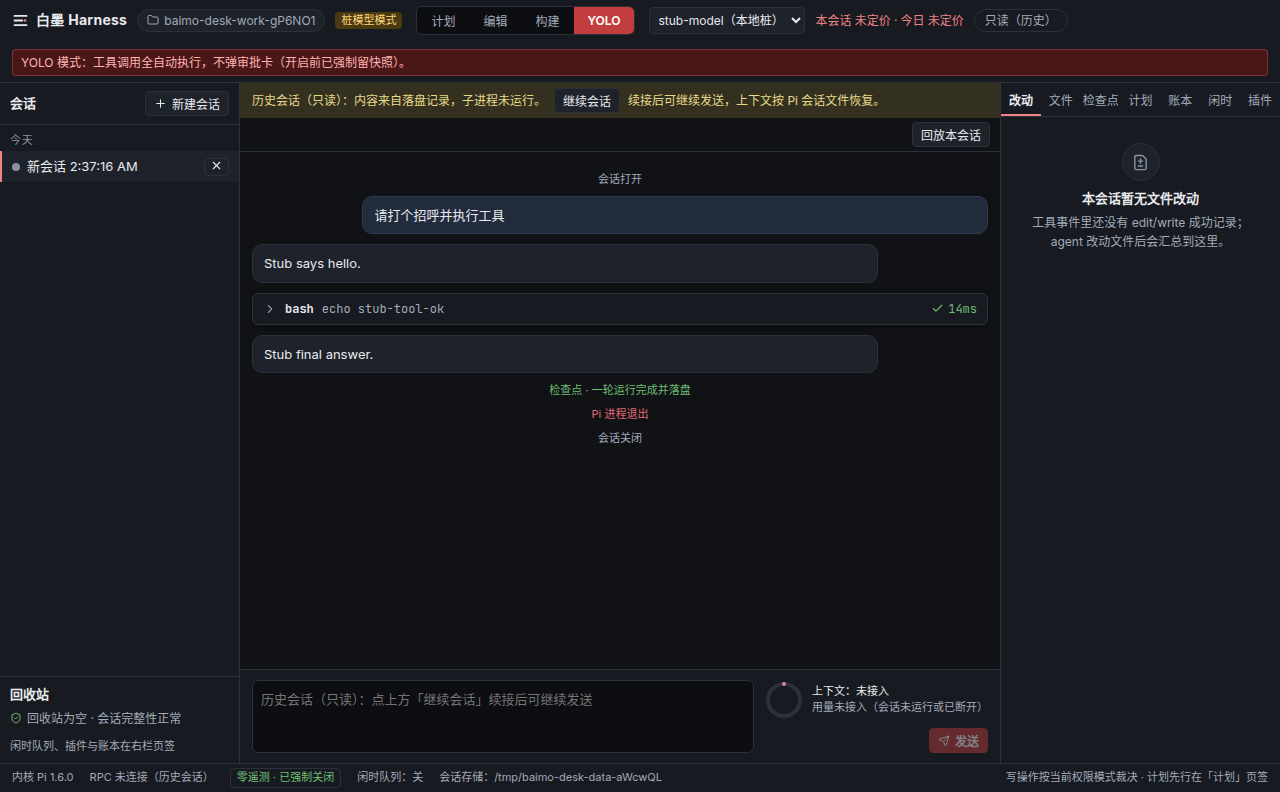 白墨 Harness
baimo-desk-work-gP6NO1
桩模型模式
计划
编辑
构建
YOLO
stub-model（本地桩）
本会话 未定价 · 今日 未定价
只读（历史）
YOLO 模式：工具调用全自动执行，不弹审批卡（开启前已强制留快照）。
会话
新建会话
今天
新会话 2:37:16 AM
历史会话（只读）：内容来自落盘记录，子进程未运行。
继续会话
续接后可继续发送，上下文按 Pi 会话文件恢复。
回放本会话
会话打开
请打个招呼并执行工具
Stub says hello.
bash echo stub-tool-ok
14ms
Stub final answer.
检查点 · 一轮运行完成并落盘
Pi 进程退出
会话关闭
改动
文件
检查点
计划
账本
闲时
插件
本会话暂无文件改动
工具事件里还没有 edit/write 成功记录；
agent 改动文件后会汇总到这里。
回收站
回收站为空 · 会话完整性正常
闲时队列、插件与账本在右栏页签
历史会话（只读）：点上方「继续会话」续接后可继续发送
上下文：未接入
用量未接入（会话未运行或已断开）
发送
内核 Pi 1.6.0
RPC 未连接（历史会话）
零遥测 · 已强制关闭
闲时队列：关
会话存储：/tmp/baimo-desk-data-aWcwQL
写操作按当前权限模式裁决 · 计划先行在「计划」页签